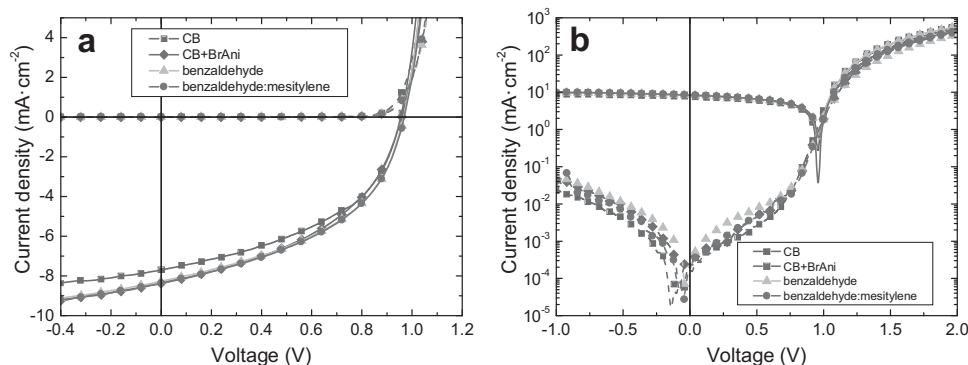 a
CB
CB+BrAni
benzaldehyde
benzaldehyde:mesitylene
Current density (mA·cm⁻²)
4
2
0
-2
-4
-6
-8
-10
-0.4 -0.2 0.0 0.2 0.4 0.6 0.8 1.0 1.2
Voltage (V)
b
CB
CB+BrAni
benzaldehyde
benzaldehyde:mesitylene
Current density (mA·cm⁻²)
10³
10²
10¹
10⁰
10⁻¹
10⁻²
10⁻³
10⁻⁴
10⁻⁵
-1.0 -0.5 0.0 0.5 1.0 1.5 2.0
Voltage (V)